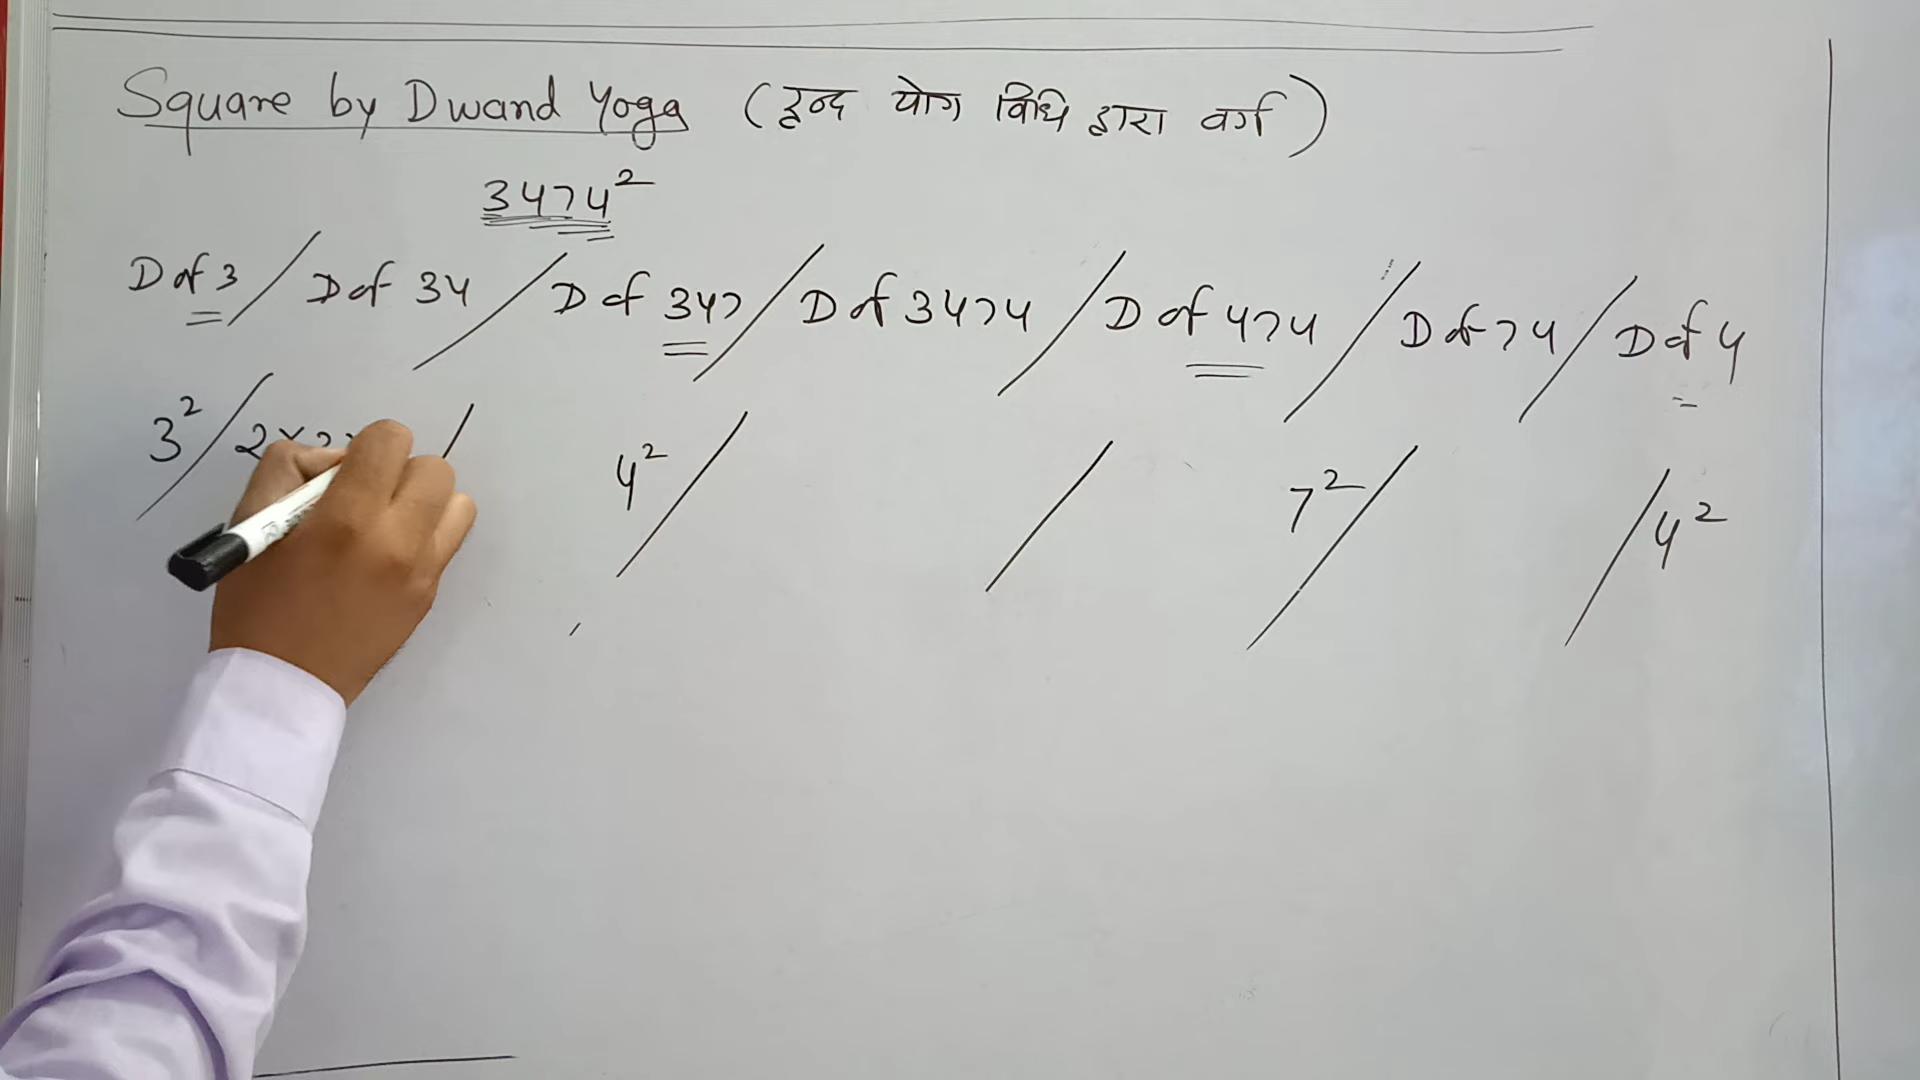 Square by Dwand Yoga (द्वन्द योग विधि द्वारा वर्ग)
3474²
D of 3 / D of 34 / D of 347 / D of 3474 / D of 474 / D of 74 / D of 4
3² / 2× / 4² / / 7² / / 4²